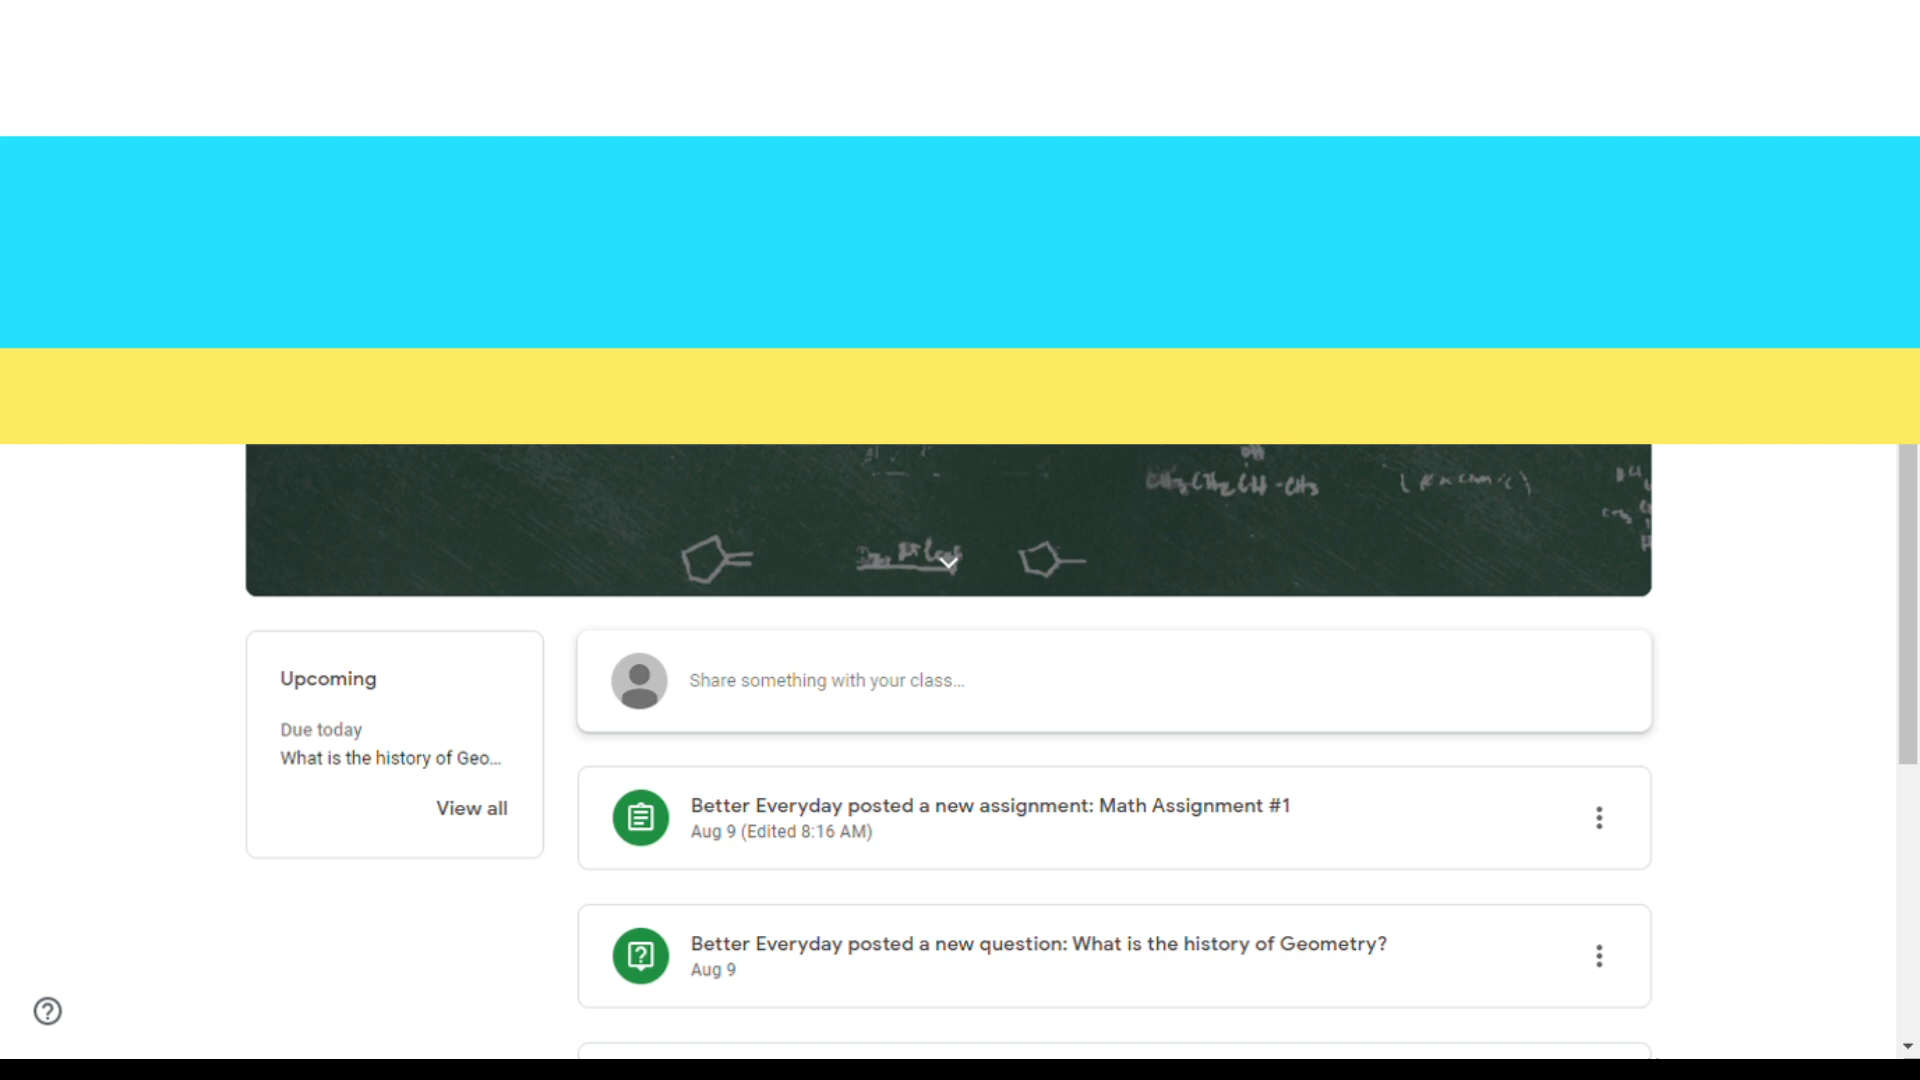 Upcoming
Due today
What is the history of Geo...
View all
Share something with your class...
Better Everyday posted a new assignment: Math Assignment #1
Aug 9 (Edited 8:16 AM)
Better Everyday posted a new question: What is the history of Geometry?
Aug 9